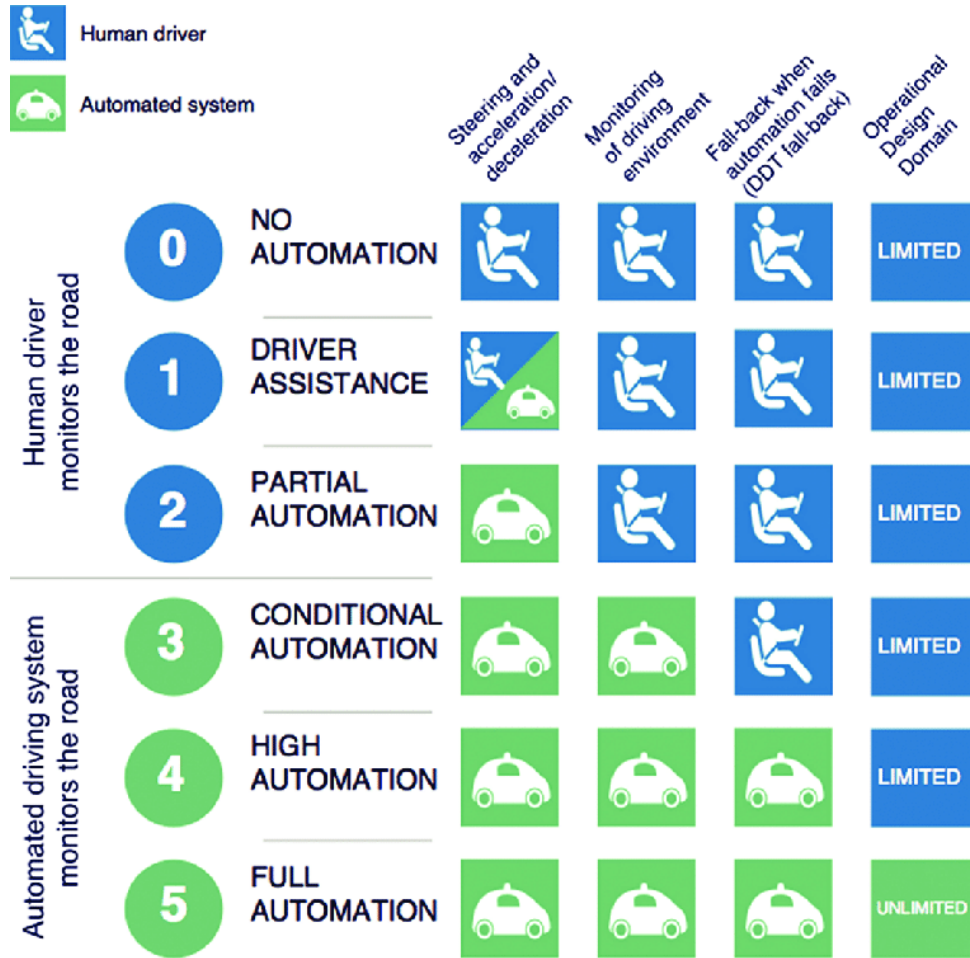 Human driver
Automated system
Steering and
acceleration/
deceleration
Monitoring
of driving
environment
Fall-back when
automation fails
(DDT fall-back)
Operational
Design
Domain
Human driver
monitors the road
0
NO
AUTOMATION
LIMITED
1
DRIVER
ASSISTANCE
LIMITED
2
PARTIAL
AUTOMATION
LIMITED
Automated driving system
monitors the road
3
CONDITIONAL
AUTOMATION
LIMITED
4
HIGH
AUTOMATION
LIMITED
5
FULL
AUTOMATION
UNLIMITED